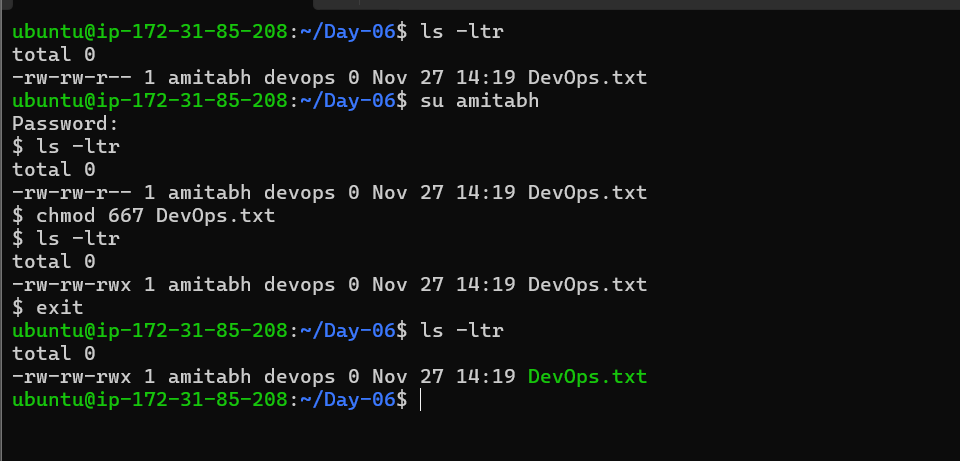 ubuntu@ip-172-31-85-208:~/Day-06$ ls -ltr
total 0
-rw-rw-r-- 1 amitabh devops 0 Nov 27 14:19 DevOps.txt
ubuntu@ip-172-31-85-208:~/Day-06$ su amitabh
Password:
$ ls -ltr
total 0
-rw-rw-r-- 1 amitabh devops 0 Nov 27 14:19 DevOps.txt
$ chmod 667 DevOps.txt
$ ls -ltr
total 0
-rw-rw-rwx 1 amitabh devops 0 Nov 27 14:19 DevOps.txt
$ exit
ubuntu@ip-172-31-85-208:~/Day-06$ ls -ltr
total 0
-rw-rw-rwx 1 amitabh devops 0 Nov 27 14:19 DevOps.txt
ubuntu@ip-172-31-85-208:~/Day-06$